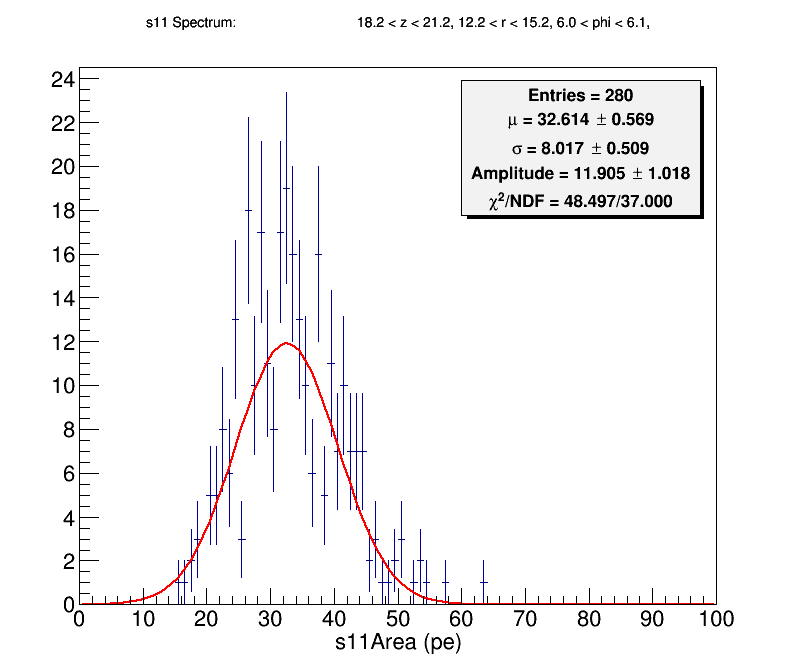 s11 Spectrum: 18.2 < z < 21.2, 12.2 < r < 15.2, 6.0 < phi < 6.1,
Entries = 280
μ = 32.614 ± 0.569
σ = 8.017 ± 0.509
Amplitude = 11.905 ± 1.018
χ²/NDF = 48.497/37.000
24
22
20
18
16
14
12
10
8
6
4
2
0
0 10 20 30 40 50 60 70 80 90 100
s11Area (pe)